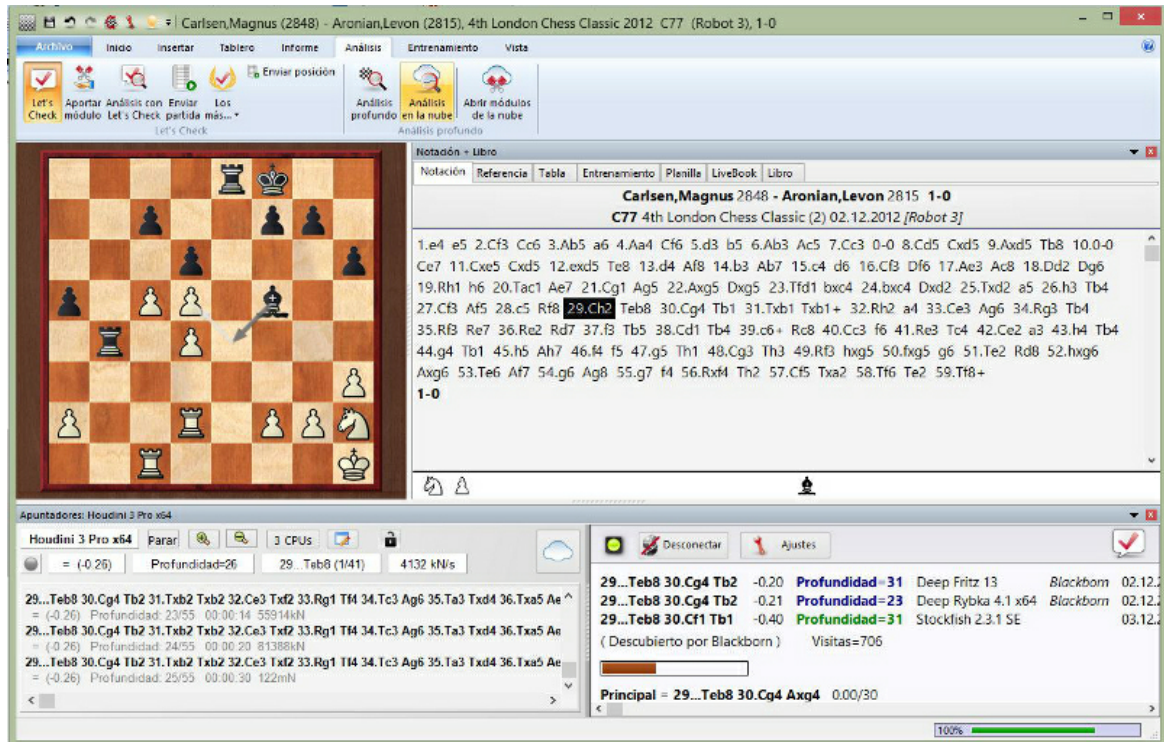 Carlsen,Magnus (2848) - Aronian,Levon (2815), 4th London Chess Classic 2012 C77 (Robot 3), 1-0
Archivo Inicio Insertar Tablero Informe Análisis Entrenamiento Vista
Let's Check
Aportar módulo
Análisis con Let's Check
Enviar partida
Los más...
Enviar posición
Análisis profundo
Análisis en la nube
Abrir módulos de la nube
Let's Check
Análisis profundo
Notación + Libro
Notación Referencia Tabla Entrenamiento Planilla LiveBook Libro
Carlsen,Magnus 2848 - Aronian,Levon 2815 1-0
C77 4th London Chess Classic (2) 02.12.2012 [Robot 3]
1.e4 e5 2.Cf3 Cc6 3.Ab5 a6 4.Aa4 Cf6 5.d3 b5 6.Ab3 Ac5 7.Cc3 0-0 8.Cd5 Cxd5 9.Axd5 Tb8 10.0-0
Ce7 11.Cxe5 Cxd5 12.exd5 Te8 13.d4 Af8 14.b3 Ab7 15.c4 d6 16.Cf3 Df6 17.Ae3 Ac8 18.Dd2 Dg6
19.Rh1 h6 20.Tac1 Ae7 21.Cg1 Ag5 22.Axg5 Dxg5 23.Tfd1 bxc4 24.bxc4 Dxd2 25.Txd2 a5 26.h3 Tb4
27.Cf3 Af5 28.c5 Rf8 29.Ch2 Teb8 30.Cg4 Tb1 31.Txb1 Txb1+ 32.Rh2 a4 33.Ce3 Ag6 34.Rg3 Tb4
35.Rf3 Re7 36.Re2 Rd7 37.f3 Tb5 38.Cd1 Tb4 39.c6+ Rc8 40.Cc3 f6 41.Re3 Tc4 42.Ce2 a3 43.h4 Tb4
44.g4 Tb1 45.h5 Ah7 46.f4 f5 47.g5 Th1 48.Cg3 Th3 49.Rf3 hxg5 50.fxg5 g6 51.Te2 Rd8 52.hxg6
Axg6 53.Te6 Af7 54.g6 Ag8 55.g7 f4 56.Rxf4 Th2 57.Cf5 Txa2 58.Tf6 Te2 59.Tf8+
1-0
Apuntadores: Houdini 3 Pro x64
Houdini 3 Pro x64 Parar 3 CPUs
= (-0.26) Profundidad=26 29...Teb8 (1/41) 4132 kN/s
29...Teb8 30.Cg4 Tb2 31.Txb2 Txb2 32.Ce3 Txf2 33.Rg1 Tf4 34.Tc3 Ag6 35.Ta3 Txd4 36.Txa5 Ae
= (-0.26) Profundidad: 23/55 00:00:14 55914kN
29...Teb8 30.Cg4 Tb2 31.Txb2 Txb2 32.Ce3 Txf2 33.Rg1 Tf4 34.Tc3 Ag6 35.Ta3 Txd4 36.Txa5 Ae
= (-0.26) Profundidad: 24/55 00:00:20 81388kN
29...Teb8 30.Cg4 Tb2 31.Txb2 Txb2 32.Ce3 Txf2 33.Rg1 Tf4 34.Tc3 Ag6 35.Ta3 Txd4 36.Txa5 Ae
= (-0.26) Profundidad: 25/55 00:00:30 122mN
Desconectar Ajustes
29...Teb8 30.Cg4 Tb2 -0.20 Profundidad=31 Deep Fritz 13 Blackborn 02.12.
29...Teb8 30.Cg4 Tb2 -0.21 Profundidad=23 Deep Rybka 4.1 x64 Blackborn 02.12.
29...Teb8 30.Cf1 Tb1 -0.40 Profundidad=31 Stockfish 2.3.1 SE 03.12.
( Descubierto por Blackborn ) Visitas=706
Principal = 29...Teb8 30.Cg4 Axg4 0.00/30
100%